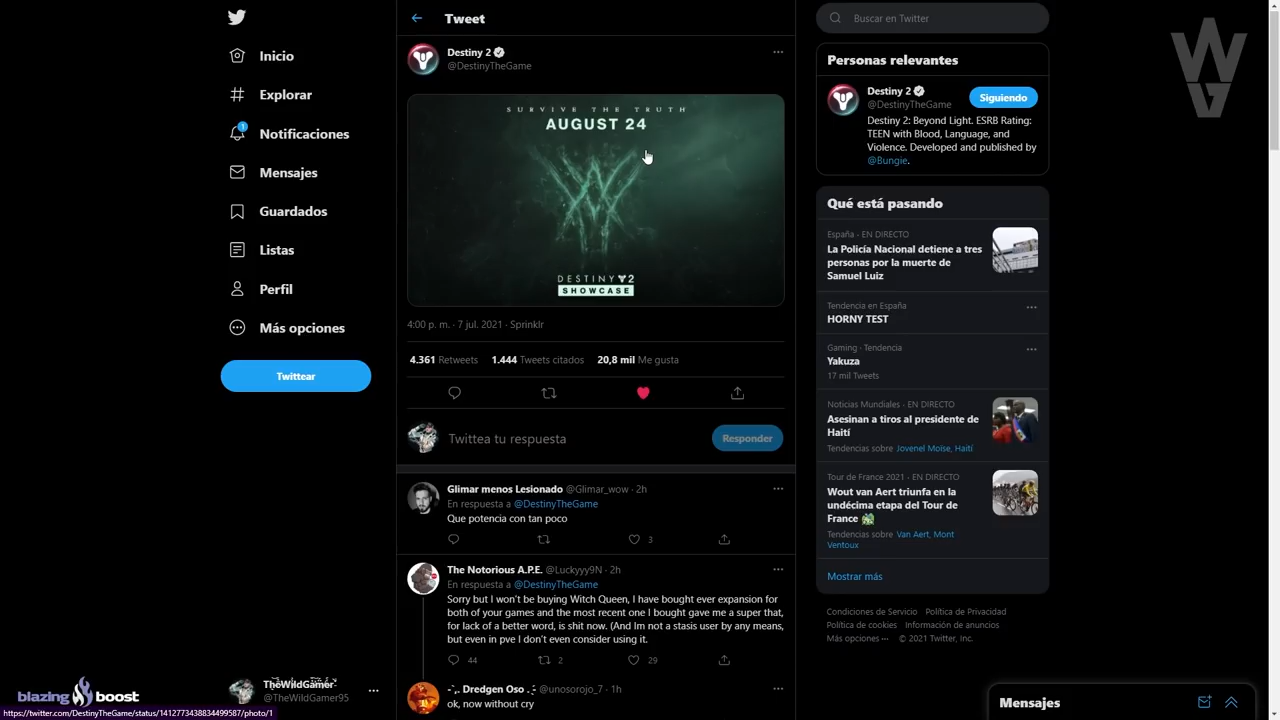 Inicio
Explorar
1
Notificaciones
Mensajes
Guardados
Listas
Perfil
Más opciones
Twittear
TheWildGamer
@TheWildGamer95
blazing boost
https://twitter.com/DestinyTheGame/status/1412773438834499587/photo/1
Tweet
Destiny 2
@DestinyTheGame
SURVIVE THE TRUTH
AUGUST 24
DESTINY 2
SHOWCASE
4:00 p. m. · 7 jul. 2021 · Sprinklr
4.361 Retweets 1.444 Tweets citados 20,8 mil Me gusta
Twittea tu respuesta
Responder
Glimar menos Lesionado @Glimar_wow · 2h
En respuesta a @DestinyTheGame
Que potencia con tan poco
3
The Notorious A.P.E. @Luckyyy9N · 2h
En respuesta a @DestinyTheGame
Sorry but I won't be buying Witch Queen, I have bought ever expansion for
both of your games and the most recent one I bought gave me a super that,
for lack of a better word, is shit now. (And Im not a stasis user by any means,
but even in pve I don't even consider using it.
44 2 29
Dredgen Oso @unosorojo_7 · 1h
ok, now without cry
Buscar en Twitter
Personas relevantes
Destiny 2
@DestinyTheGame
Siguiendo
Destiny 2: Beyond Light. ESRB Rating:
TEEN with Blood, Language, and
Violence. Developed and published by
@Bungie.
Qué está pasando
España · EN DIRECTO
La Policía Nacional detiene a tres
personas por la muerte de
Samuel Luiz
Tendencia en España
HORNY TEST
Gaming · Tendencia
Yakuza
17 mil Tweets
Noticias Mundiales · EN DIRECTO
Asesinan a tiros al presidente de
Haití
Tendencias sobre Jovenel Moïse, Haití
Tour de France 2021 · EN DIRECTO
Wout van Aert triunfa en la
undécima etapa del Tour de
France
Tendencias sobre Van Aert, Mont
Ventoux
Mostrar más
Condiciones de Servicio Política de Privacidad
Política de cookies Información de anuncios
Más opciones ··· © 2021 Twitter, Inc.
Mensajes
WG